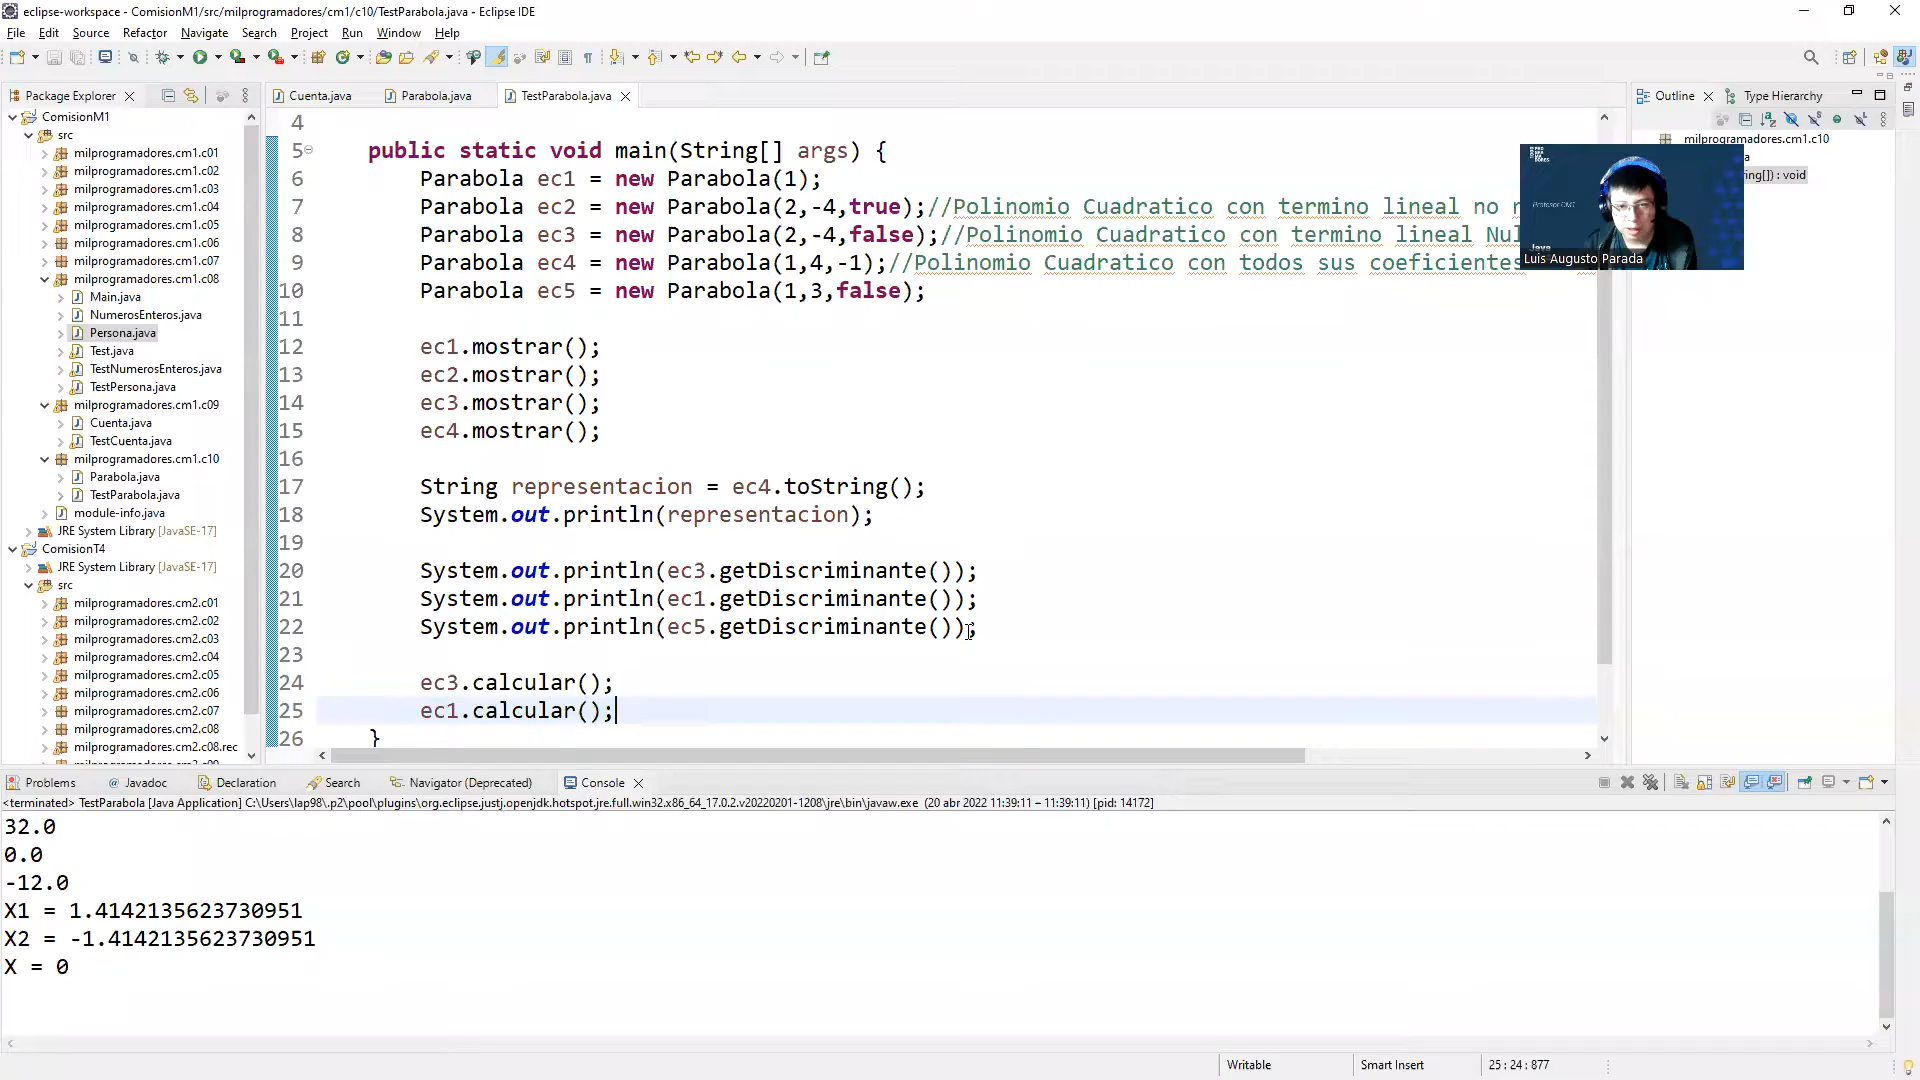 eclipse-workspace - ComisionM1/src/milprogramadores/cm1/c10/TestParabola.java - Eclipse IDE
File Edit Source Refactor Navigate Search Project Run Window Help
Package Explorer
ComisionM1
src
milprogramadores.cm1.c01
milprogramadores.cm1.c02
milprogramadores.cm1.c03
milprogramadores.cm1.c04
milprogramadores.cm1.c05
milprogramadores.cm1.c06
milprogramadores.cm1.c07
milprogramadores.cm1.c08
Main.java
NumerosEnteros.java
Persona.java
Test.java
TestNumerosEnteros.java
TestPersona.java
milprogramadores.cm1.c09
Cuenta.java
TestCuenta.java
milprogramadores.cm1.c10
Parabola.java
TestParabola.java
module-info.java
JRE System Library [JavaSE-17]
ComisionT4
JRE System Library [JavaSE-17]
src
milprogramadores.cm2.c01
milprogramadores.cm2.c02
milprogramadores.cm2.c03
milprogramadores.cm2.c04
milprogramadores.cm2.c05
milprogramadores.cm2.c06
milprogramadores.cm2.c07
milprogramadores.cm2.c08
milprogramadores.cm2.c08.rec
Cuenta.java Parabola.java TestParabola.java
4
5 public static void main(String[] args) {
6 Parabola ec1 = new Parabola(1);
7 Parabola ec2 = new Parabola(2,-4,true);//Polinomio Cuadratico con termino lineal no
8 Parabola ec3 = new Parabola(2,-4,false);//Polinomio Cuadratico con termino lineal Nu
9 Parabola ec4 = new Parabola(1,4,-1);//Polinomio Cuadratico con todos sus coeficientes
10 Parabola ec5 = new Parabola(1,3,false);
11
12 ec1.mostrar();
13 ec2.mostrar();
14 ec3.mostrar();
15 ec4.mostrar();
16
17 String representacion = ec4.toString();
18 System.out.println(representacion);
19
20 System.out.println(ec3.getDiscriminante());
21 System.out.println(ec1.getDiscriminante());
22 System.out.println(ec5.getDiscriminante());
23
24 ec3.calcular();
25 ec1.calcular();
26 }
Outline Type Hierarchy
milprogramadores.cm1.c10
a
ring[]) : void
Profesor CM1
Java
Luis Augusto Parada
Problems Javadoc Declaration Search Navigator (Deprecated) Console
<terminated> TestParabola [Java Application] C:\Users\lap98\.p2\pool\plugins\org.eclipse.justj.openjdk.hotspot.jre.full.win32.x86_64_17.0.2.v20220201-1208\jre\bin\javaw.exe (20 abr 2022 11:39:11 – 11:39:11) [pid: 14172]
32.0
0.0
-12.0
X1 = 1.4142135623730951
X2 = -1.4142135623730951
X = 0
Writable Smart Insert 25 : 24 : 877